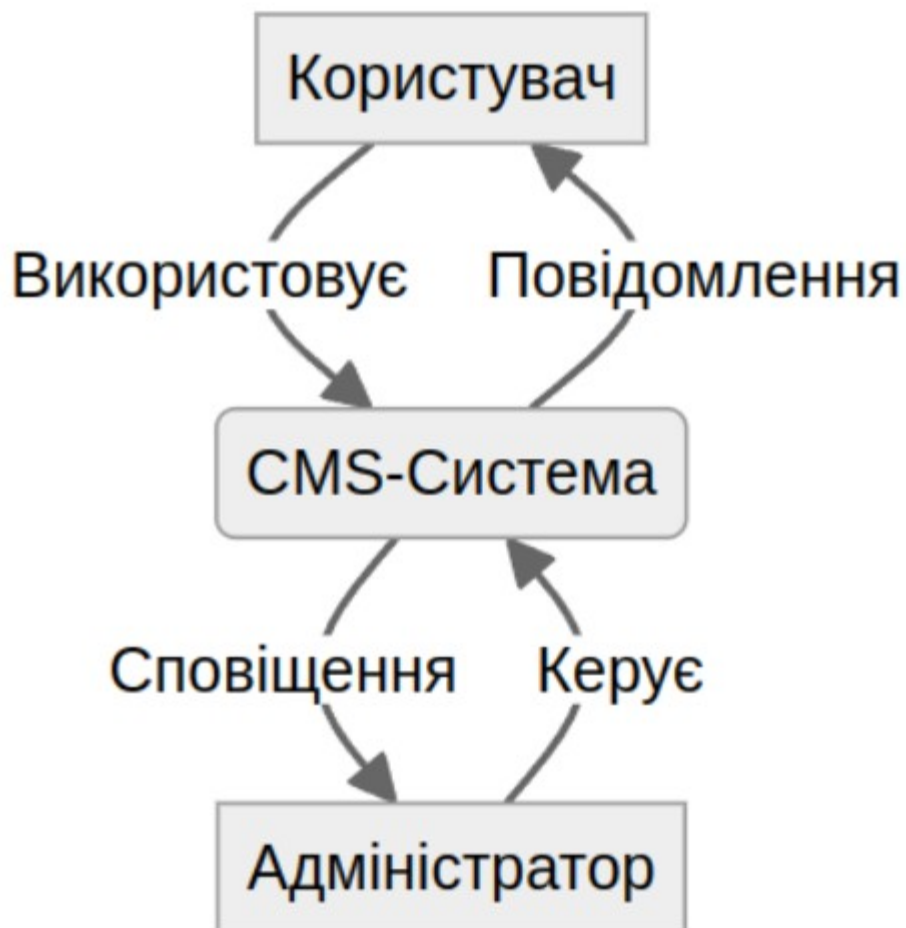 Користувач
Використовує Повідомлення
CMS-Система
Сповіщення Керує
Адміністратор